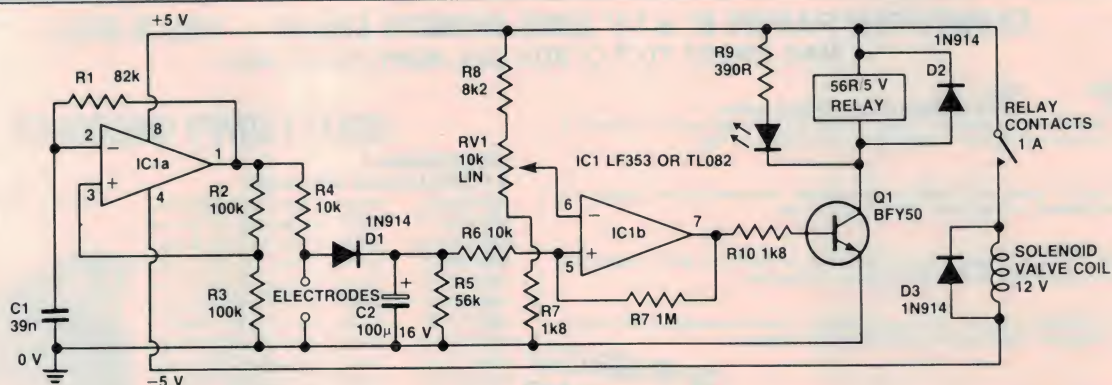 +5 V
R1 82k
2
3
8
4
1
IC1a
C1
39n
0 V
-5 V
R2
100k
R3
100k
R4
10k
ELECTRODES
1N914
D1
C2
100μ
16 V
R5
56k
R6 10k
R8
8k2
RV1
10k
LIN
IC1 LF353 OR TL082
6
5
7
IC1b
R7
1k8
R7 1M
R10 1k8
R9
390R
56R/5 V
RELAY
1N914
D2
Q1
BFY50
RELAY
CONTACTS
1 A
D3
1N914
SOLENOID
VALVE COIL
12 V